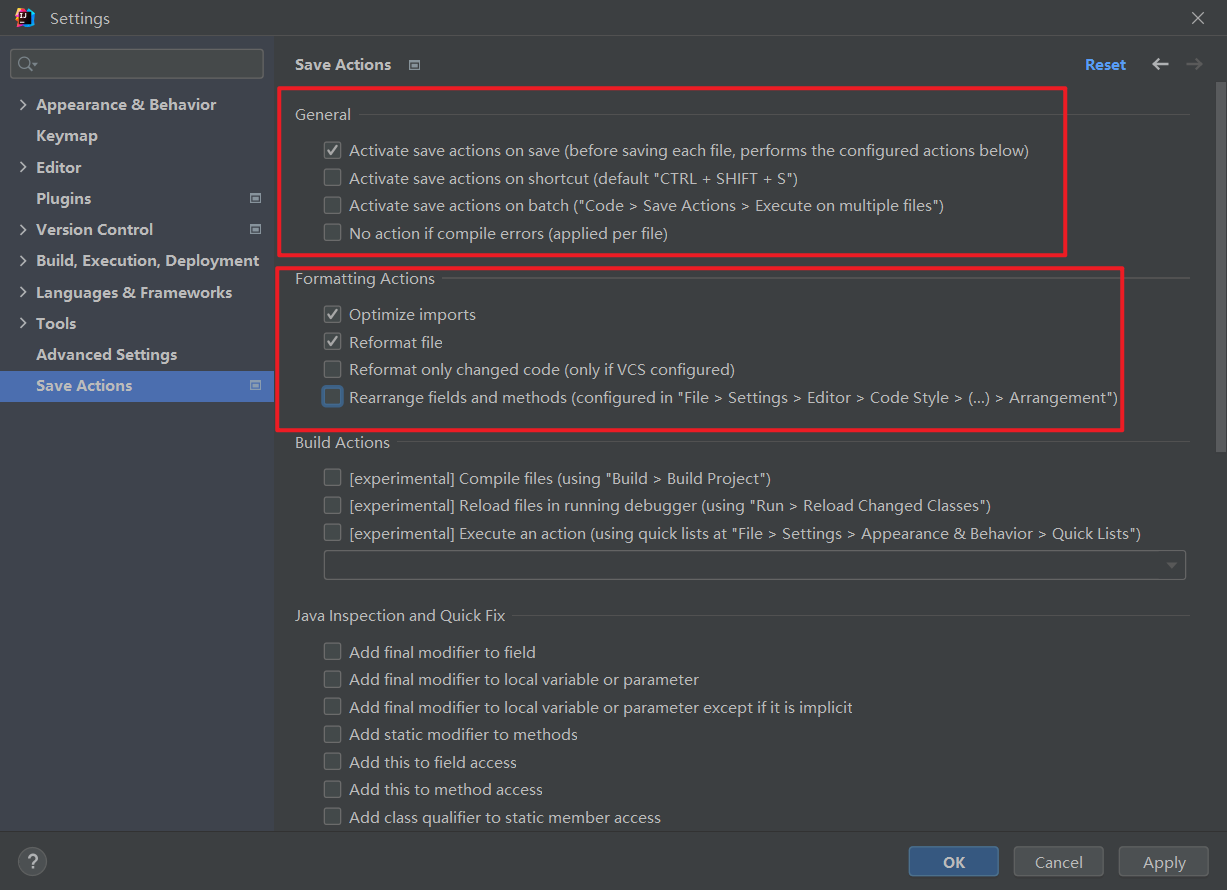 Settings
Save Actions
Reset
Appearance & Behavior
Keymap
Editor
Plugins
Version Control
Build, Execution, Deployment
Languages & Frameworks
Tools
Advanced Settings
Save Actions
General
Activate save actions on save (before saving each file, performs the configured actions below)
Activate save actions on shortcut (default "CTRL + SHIFT + S")
Activate save actions on batch ("Code > Save Actions > Execute on multiple files")
No action if compile errors (applied per file)
Formatting Actions
Optimize imports
Reformat file
Reformat only changed code (only if VCS configured)
Rearrange fields and methods (configured in "File > Settings > Editor > Code Style > (...) > Arrangement")
Build Actions
[experimental] Compile files (using "Build > Build Project")
[experimental] Reload files in running debugger (using "Run > Reload Changed Classes")
[experimental] Execute an action (using quick lists at "File > Settings > Appearance & Behavior > Quick Lists")
Java Inspection and Quick Fix
Add final modifier to field
Add final modifier to local variable or parameter
Add final modifier to local variable or parameter except if it is implicit
Add static modifier to methods
Add this to field access
Add this to method access
Add class qualifier to static member access
?
OK
Cancel
Apply